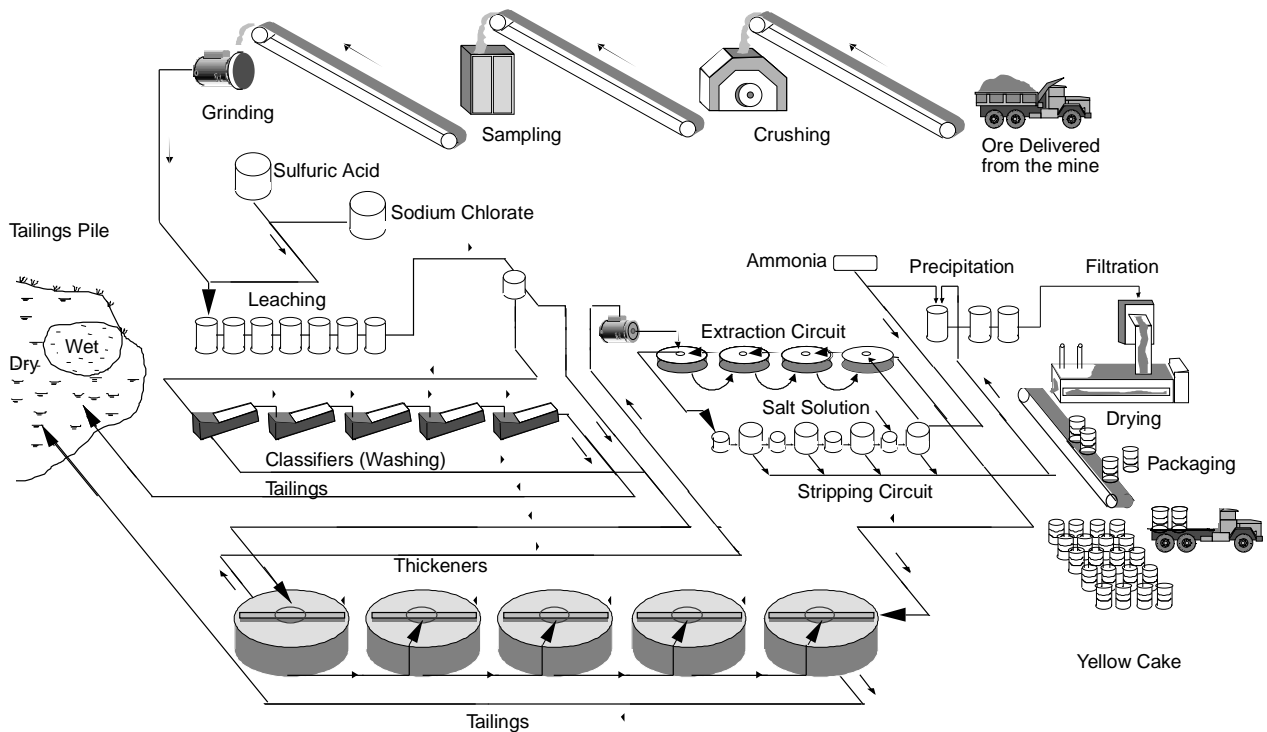 Grinding
Sampling
Crushing
Ore Delivered
from the mine
Sulfuric Acid
Sodium Chlorate
Tailings Pile
Ammonia
Precipitation
Filtration
Leaching
Extraction Circuit
Wet
Dry
Salt Solution
Drying
Classifiers (Washing)
Packaging
Tailings
Stripping Circuit
Thickeners
Yellow Cake
Tailings